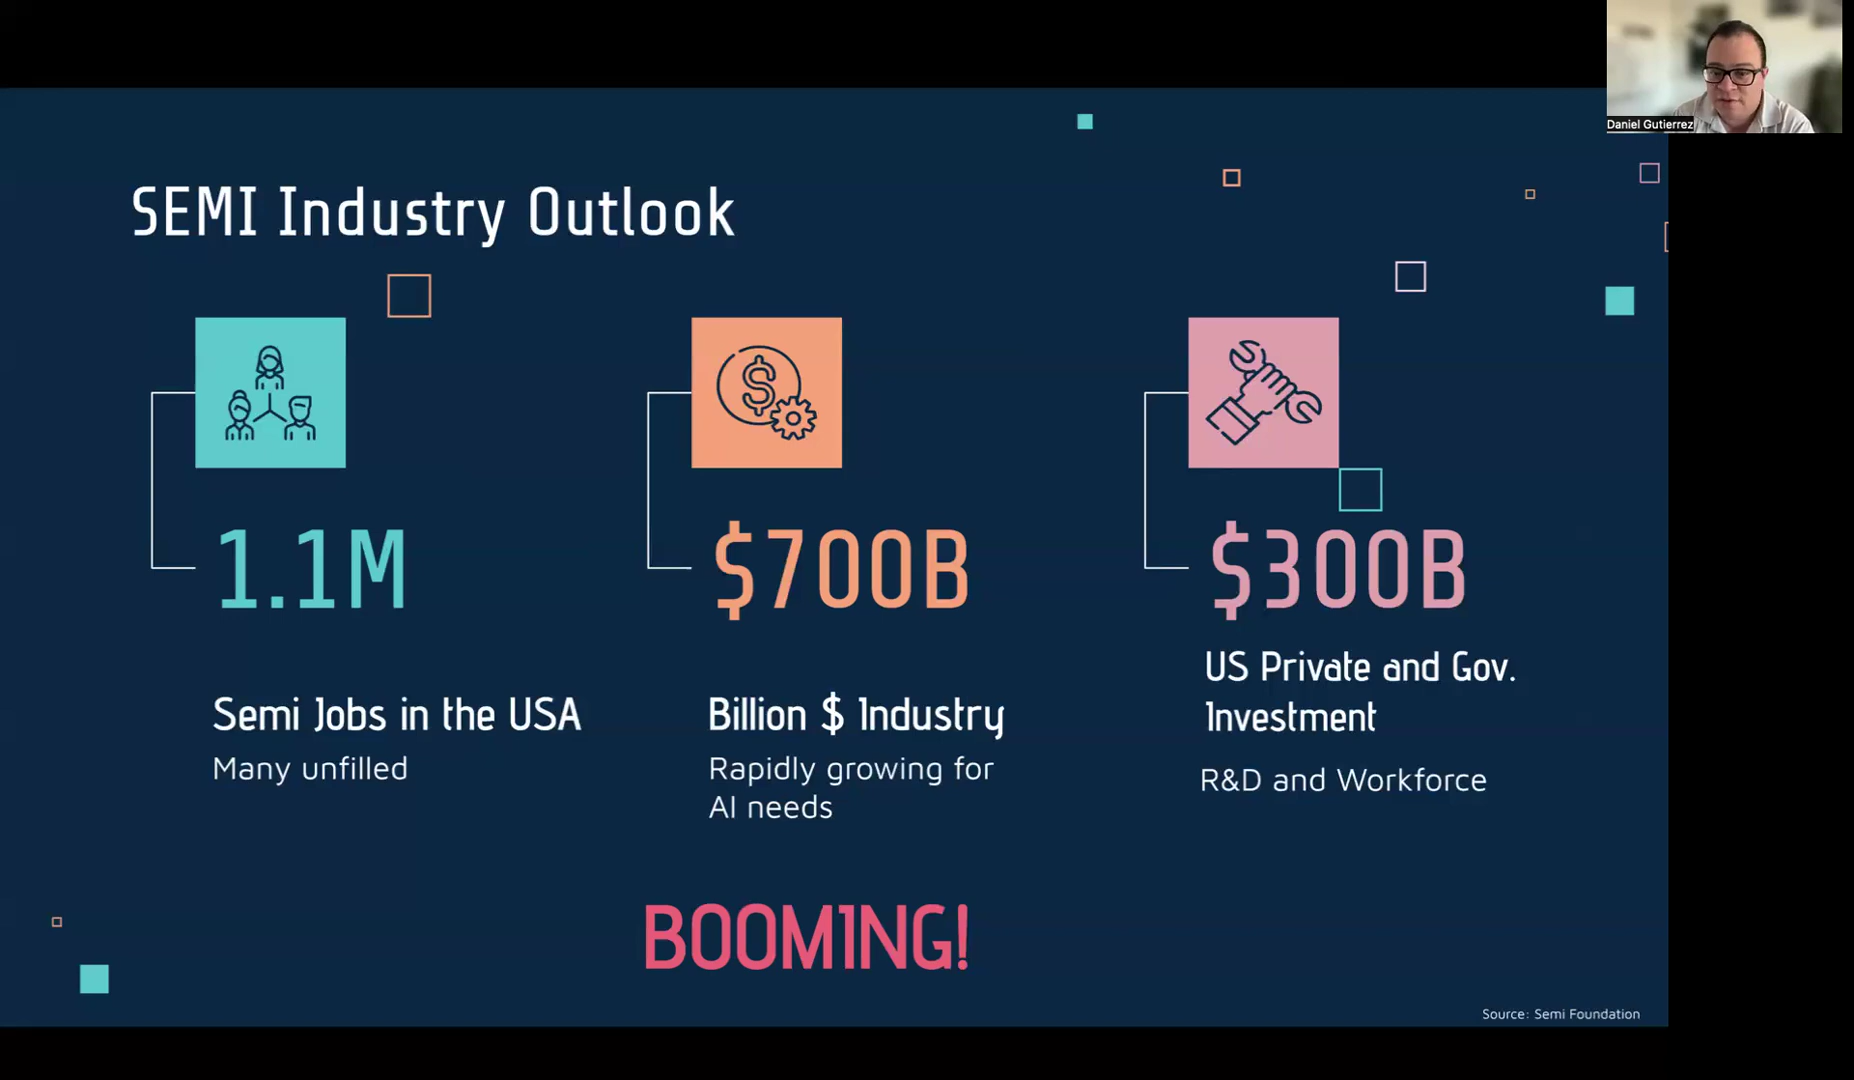 Daniel Gutierrez
SEMI Industry Outlook
1.1M
Semi Jobs in the USA
Many unfilled
$700B
Billion $ Industry
Rapidly growing for
AI needs
$300B
US Private and Gov.
Investment
R&D and Workforce
BOOMING!
Source: Semi Foundation